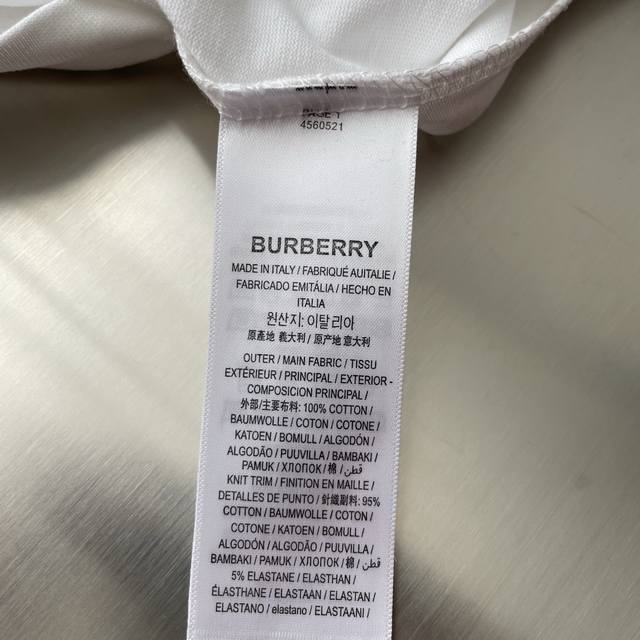 PAGE 1
4560521
BURBERRY
MADE IN ITALY / FABRIQUÉ AUITALIE /
FABRICADO EMITÁLIA / HECHO EN
ITALIA
원산지: 이탈리아
原產地 義大利 / 原产地 意大利
OUTER / MAIN FABRIC / TISSU
EXTÉRIEUR / PRINCIPAL / EXTERIOR -
COMPOSICIÓN PRINCIPAL /
外部/主要布料: 100% COTTON /
BAUMWOLLE / COTON / COTONE /
KATOEN / BOMULL / ALGODÓN /
ALGODÃO / PUUVILLA / BAMBAKI /
PAMUK / ХЛОПОК / 棉 / قطن /
KNIT TRIM / FINITION EN MAILLE /
DETALLES DE PUNTO / 針織副料: 95%
COTTON / BAUMWOLLE / COTON /
COTONE / KATOEN / BOMULL /
ALGODÓN / ALGODÃO / PUUVILLA /
BAMBAKI / PAMUK / ХЛОПОК / 棉 / قطن
5% ELASTANE / ELASTHAN /
ÉLASTHANE / ELASTAAN / ELASTAN /
ELASTANO / elastano / ELASTAANI /